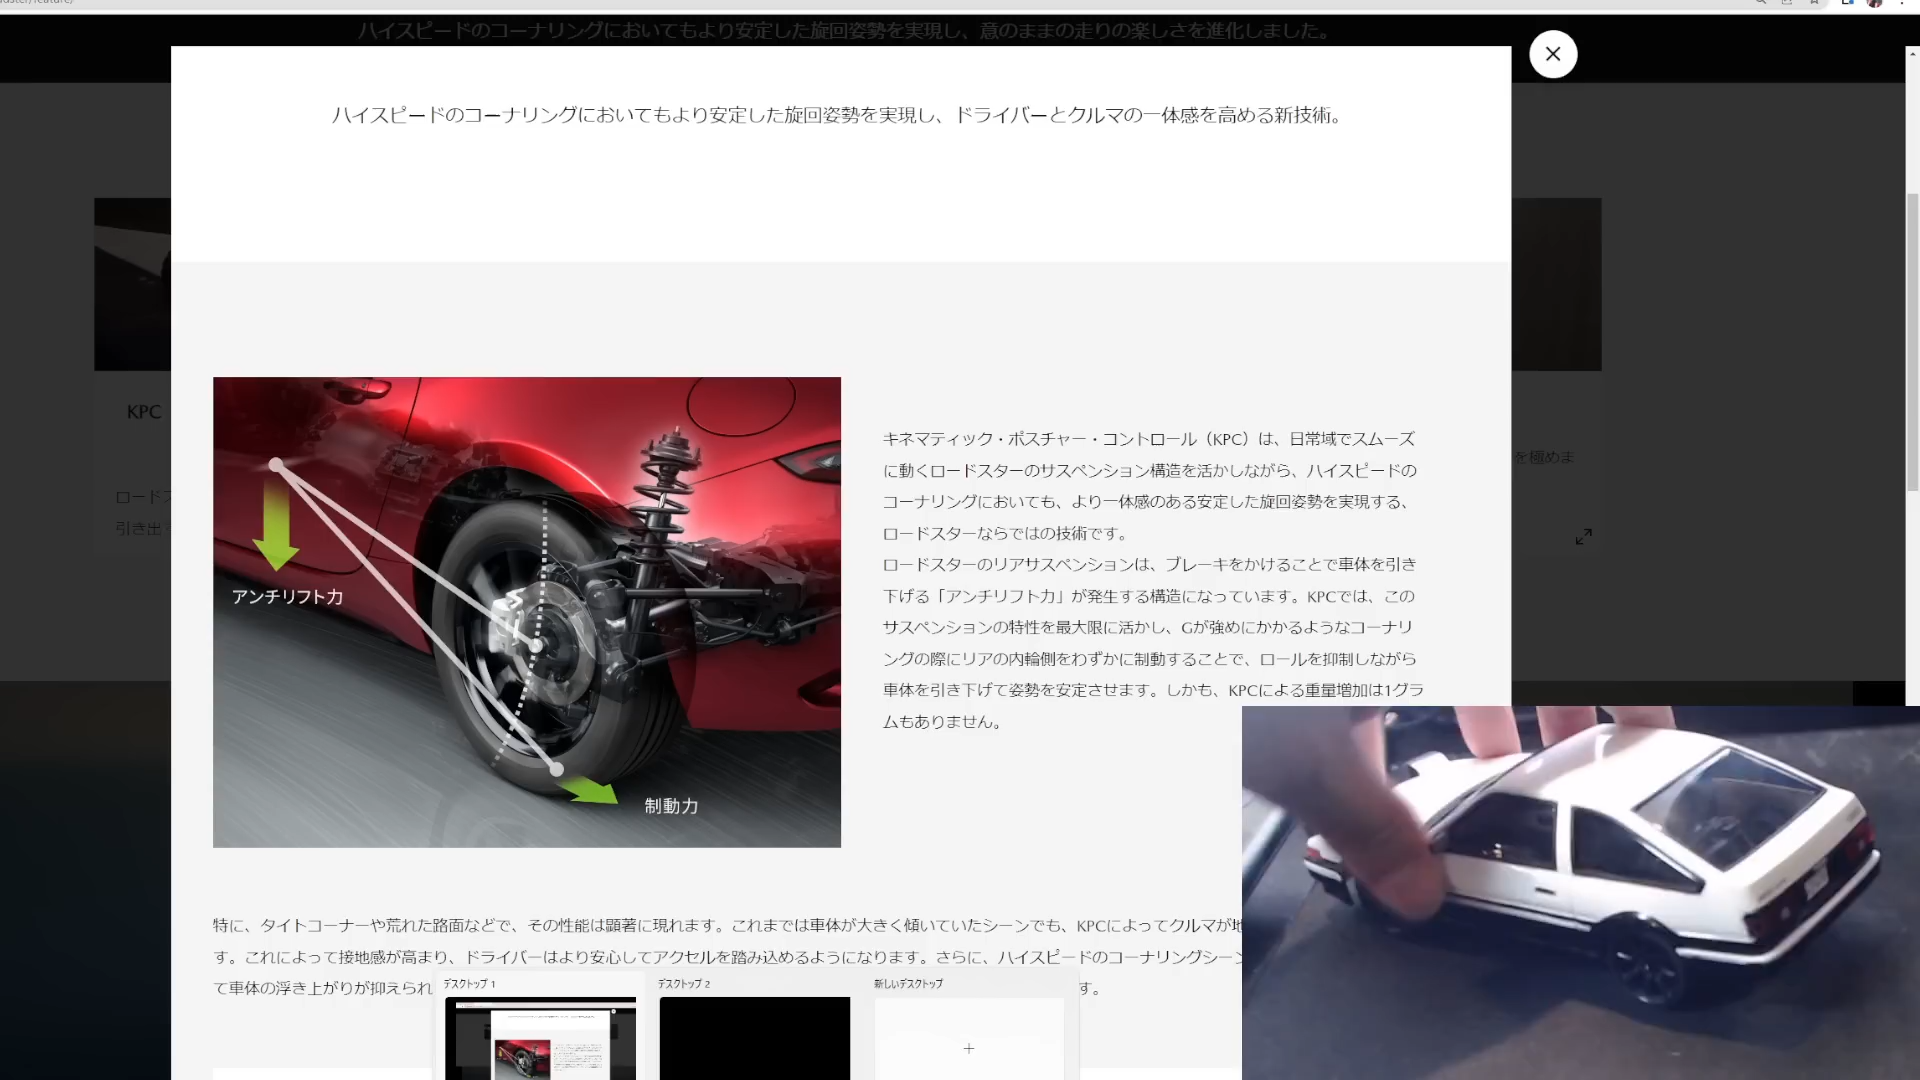 ハイスピードのコーナリングにおいてもより安定した旋回姿勢を実現し、意のままの走りの楽しさを進化しました。
ハイスピードのコーナリングにおいてもより安定した旋回姿勢を実現し、ドライバーとクルマの一体感を高める新技術。
KPC
ロードス
引き出
を極めま
アンチリフト力
制動力
キネマティック・ポスチャー・コントロール（KPC）は、日常域でスムーズ
に動くロードスターのサスペンション構造を活かしながら、ハイスピードの
コーナリングにおいても、より一体感のある安定した旋回姿勢を実現する、
ロードスターならではの技術です。
ロードスターのリアサスペンションは、ブレーキをかけることで車体を引き
下げる「アンチリフト力」が発生する構造になっています。KPCでは、この
サスペンションの特性を最大限に活かし、Gが強めにかかるようなコーナリ
ングの際にリアの内輪側をわずかに制動することで、ロールを抑制しながら
車体を引き下げて姿勢を安定させます。しかも、KPCによる重量増加は1グラ
ムもありません。
特に、タイトコーナーや荒れた路面などで、その性能は顕著に現れます。これまでは車体が大きく傾いていたシーンでも、KPCによってクルマが地
す。これによって接地感が高まり、ドライバーはより安心してアクセルを踏み込めるようになります。さらに、ハイスピードのコーナリングシーン
て車体の浮き上がりが抑えられ
す。
デスクトップ 1
デスクトップ 2
新しいデスクトップ